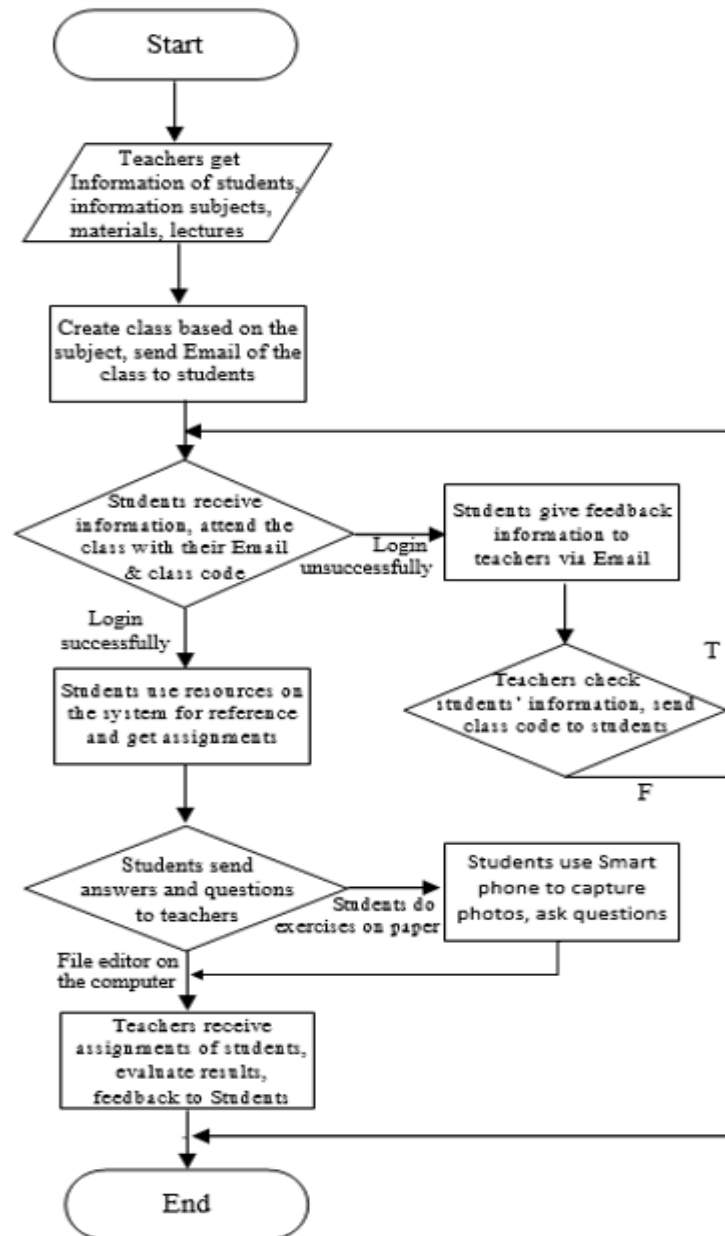 Start
Teachers get
Information of students,
information subjects,
materials, lectures
Create class based on the
subject, send Email of the
class to students
Students receive
information, attend the
class with their Email
& class code
Login
unsuccessfully
Students give feedback
information to
teachers via Email
Login
successfully
T
Teachers check
students' information, send
class code to students
F
Students use resources on
the system for reference
and get assignments
Students send
answers and questions
to teachers
Students do
exercises on paper
Students use Smart
phone to capture
photos, ask questions
File editor on
the computer
Teachers receive
assignments of students,
evaluate results,
feedback to Students
End